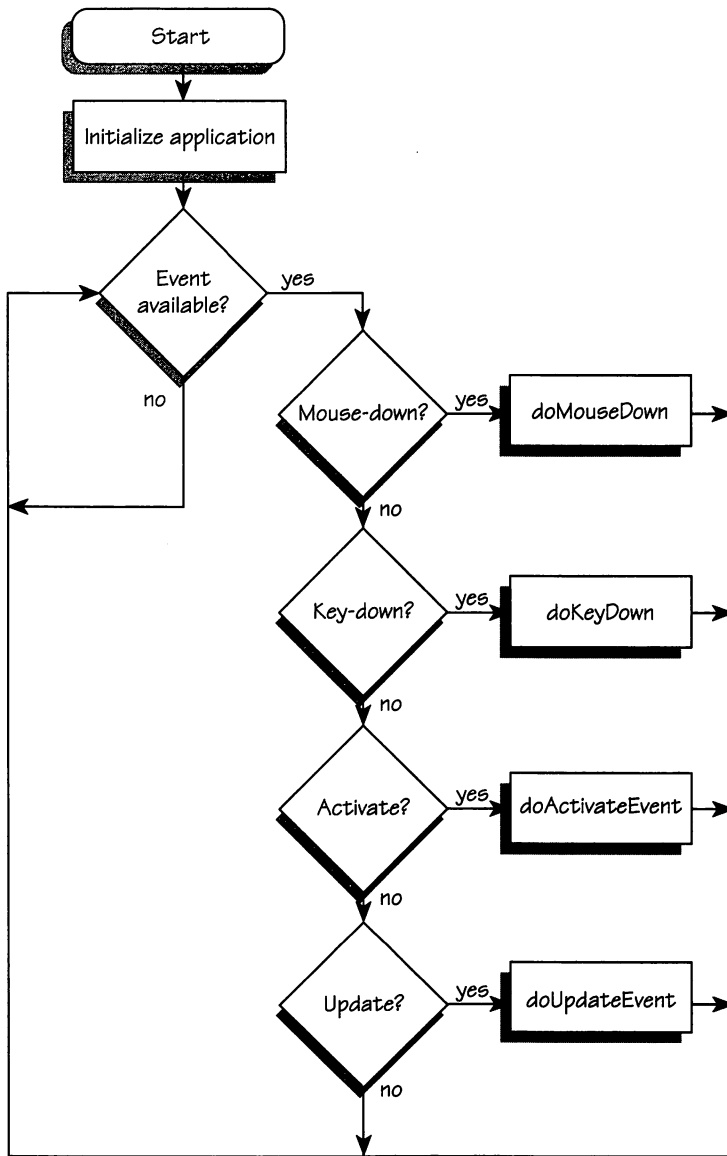 Start
Initialize application
Event
available?
yes
no
Mouse-down?
yes
doMouseDown
no
Key-down?
yes
doKeyDown
no
Activate?
yes
doActivateEvent
no
Update?
yes
doUpdateEvent
no